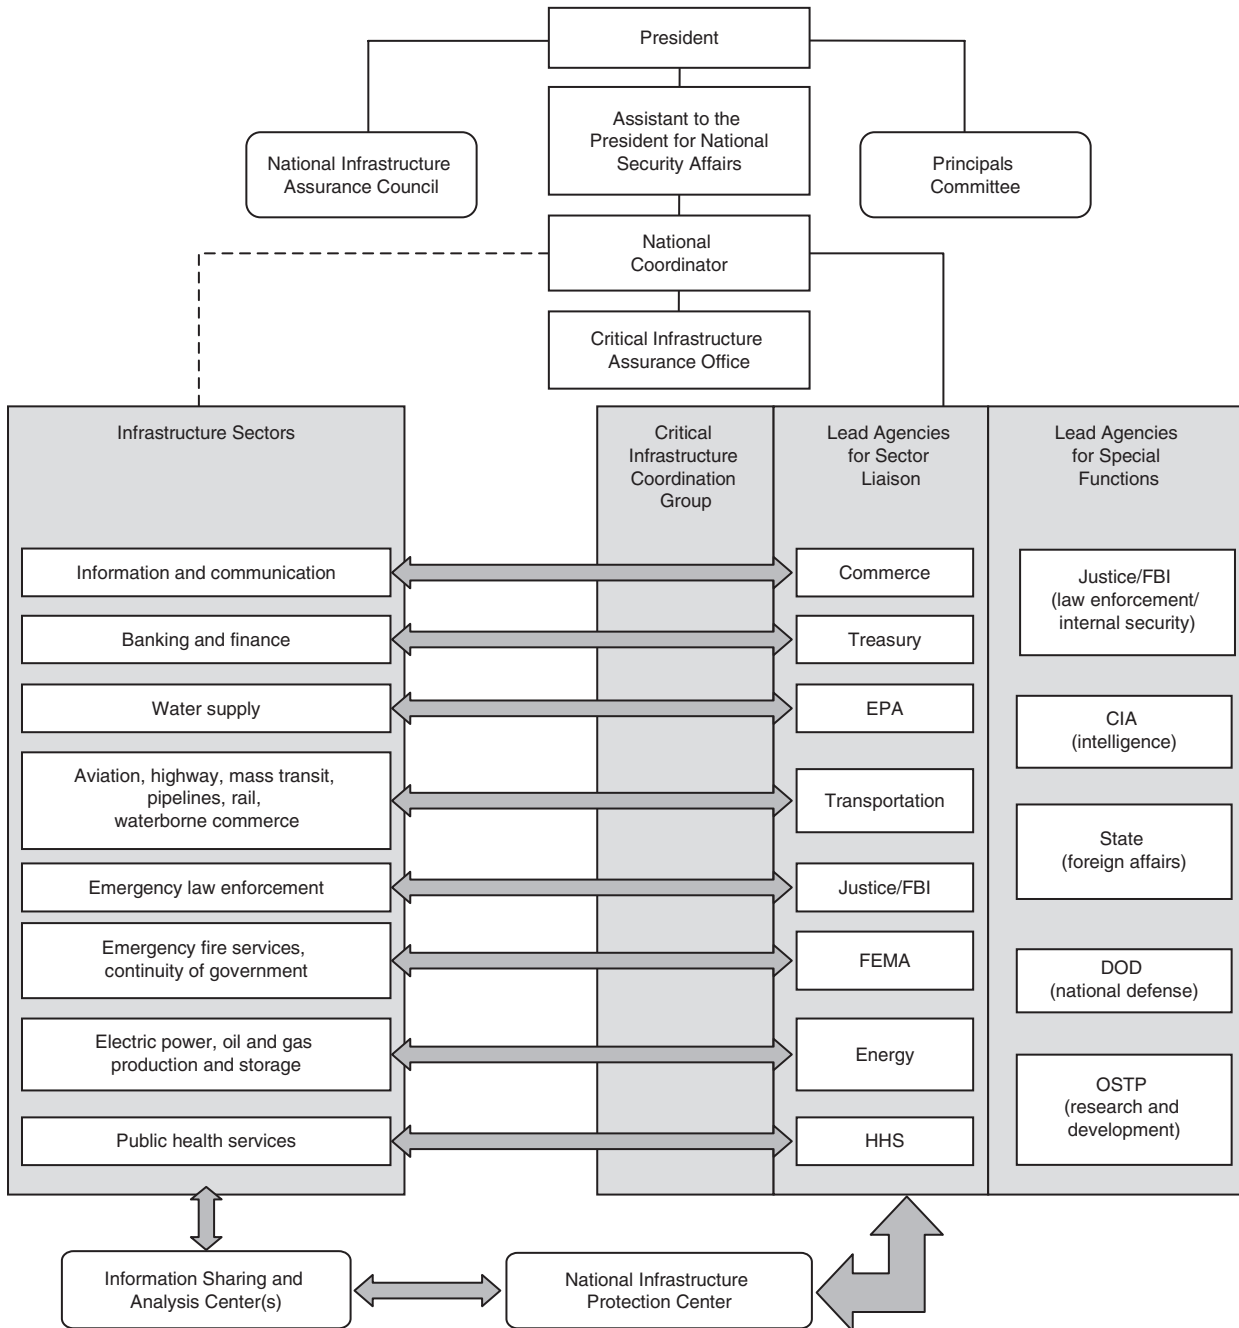 President
Assistant to the
President for National
Security Affairs
National Infrastructure
Assurance Council
Principals
Committee
National
Coordinator
Critical Infrastructure
Assurance Office
Infrastructure Sectors
Critical
Infrastructure
Coordination
Group
Lead Agencies
for Sector
Liaison
Lead Agencies
for Special
Functions
Information and communication
Commerce
Banking and finance
Treasury
Water supply
EPA
Aviation, highway, mass transit,
pipelines, rail,
waterborne commerce
Transportation
Emergency law enforcement
Justice/FBI
Emergency fire services,
continuity of government
FEMA
Electric power, oil and gas
production and storage
Energy
Public health services
HHS
Justice/FBI
(law enforcement/
internal security)
CIA
(intelligence)
State
(foreign affairs)
DOD
(national defense)
OSTP
(research and
development)
Information Sharing and
Analysis Center(s)
National Infrastructure
Protection Center